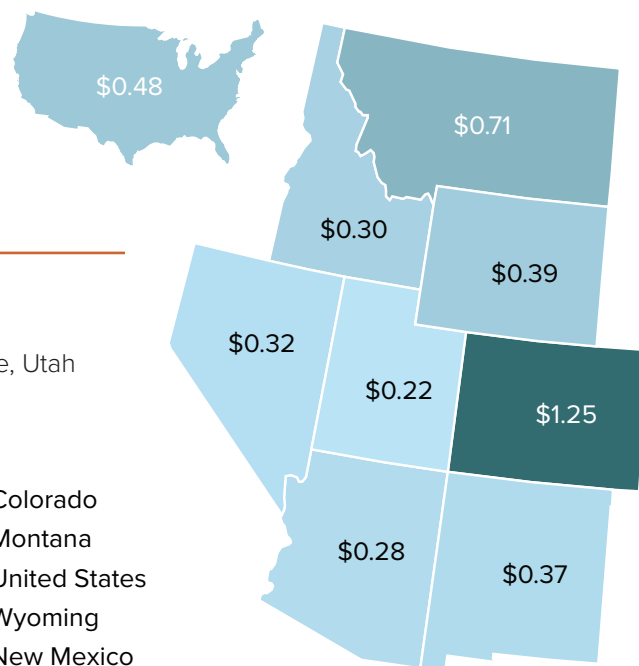 $0.48
$0.71
$0.30
$0.39
$0.32
, Utah
$0.22
$1.25
Colorado
Montana
United States
$0.28
$0.37
Wyoming
New Mexico